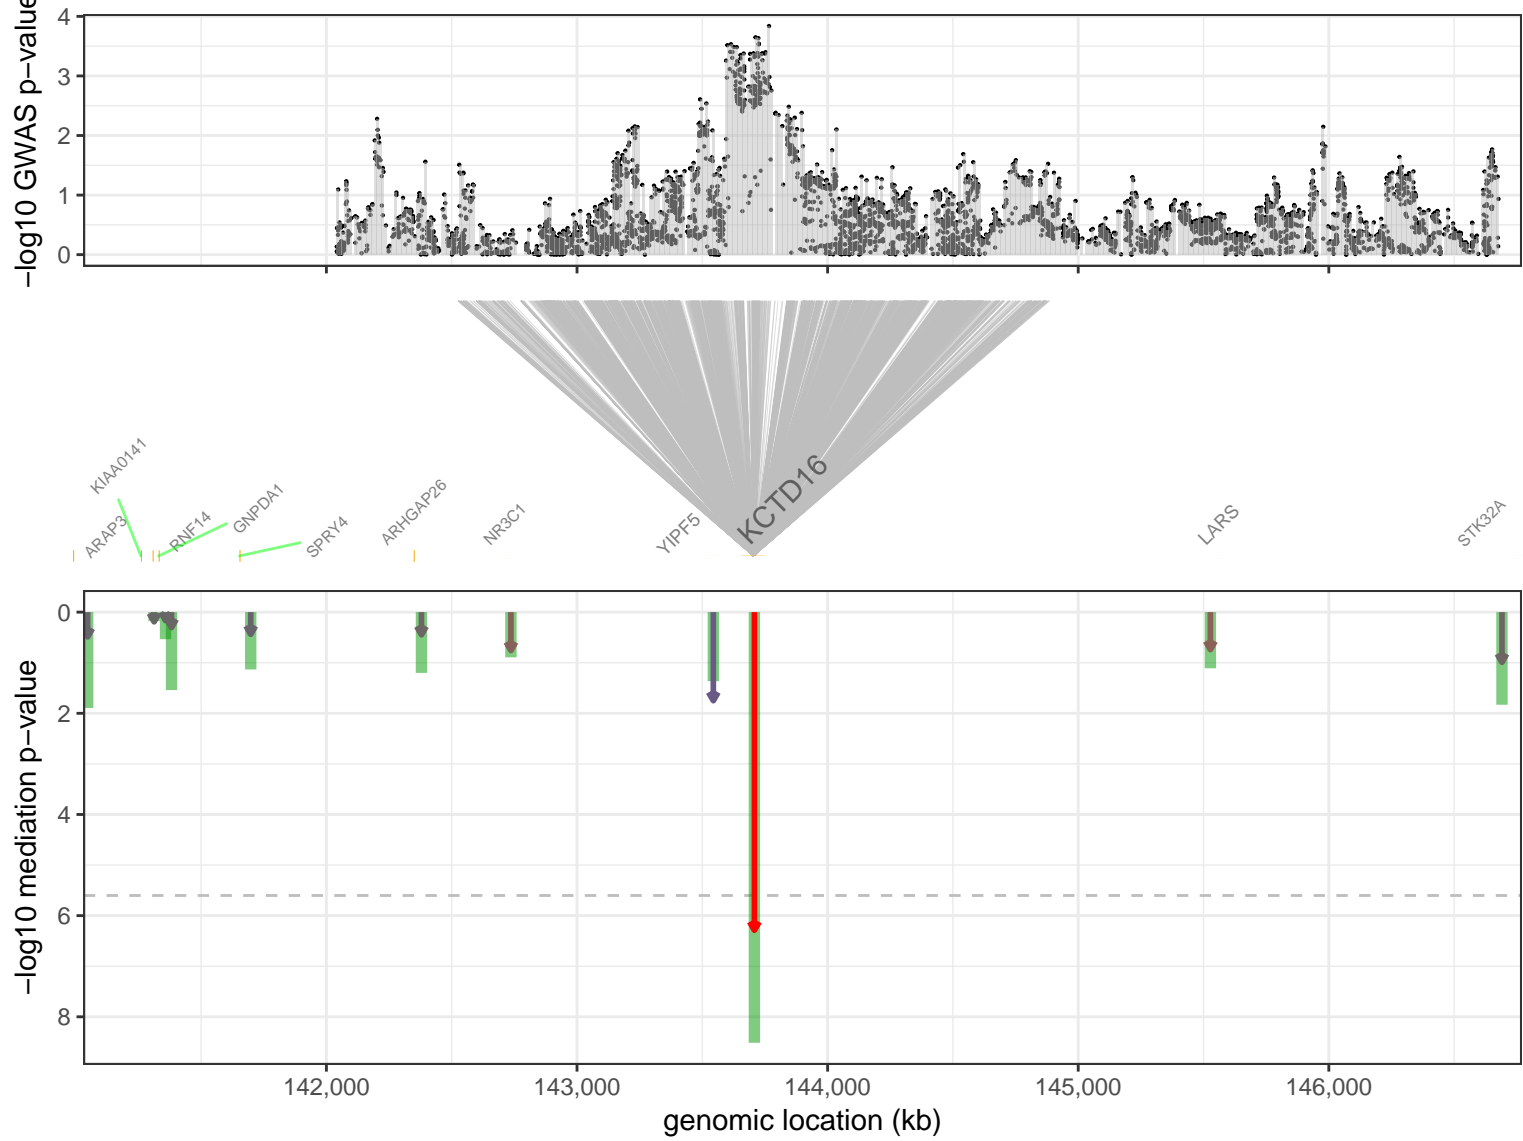 −log10 GWAS p−value
4
3
2
1
0
KIAA0141
ARAP3
RNF14
GNPDA1
SPRY4
ARHGAP26
NR3C1
YIPF5
KCTD16
LARS
STK32A
−log10 mediation p−value
0
2
4
6
8
142,000
143,000
144,000
145,000
146,000
genomic location (kb)